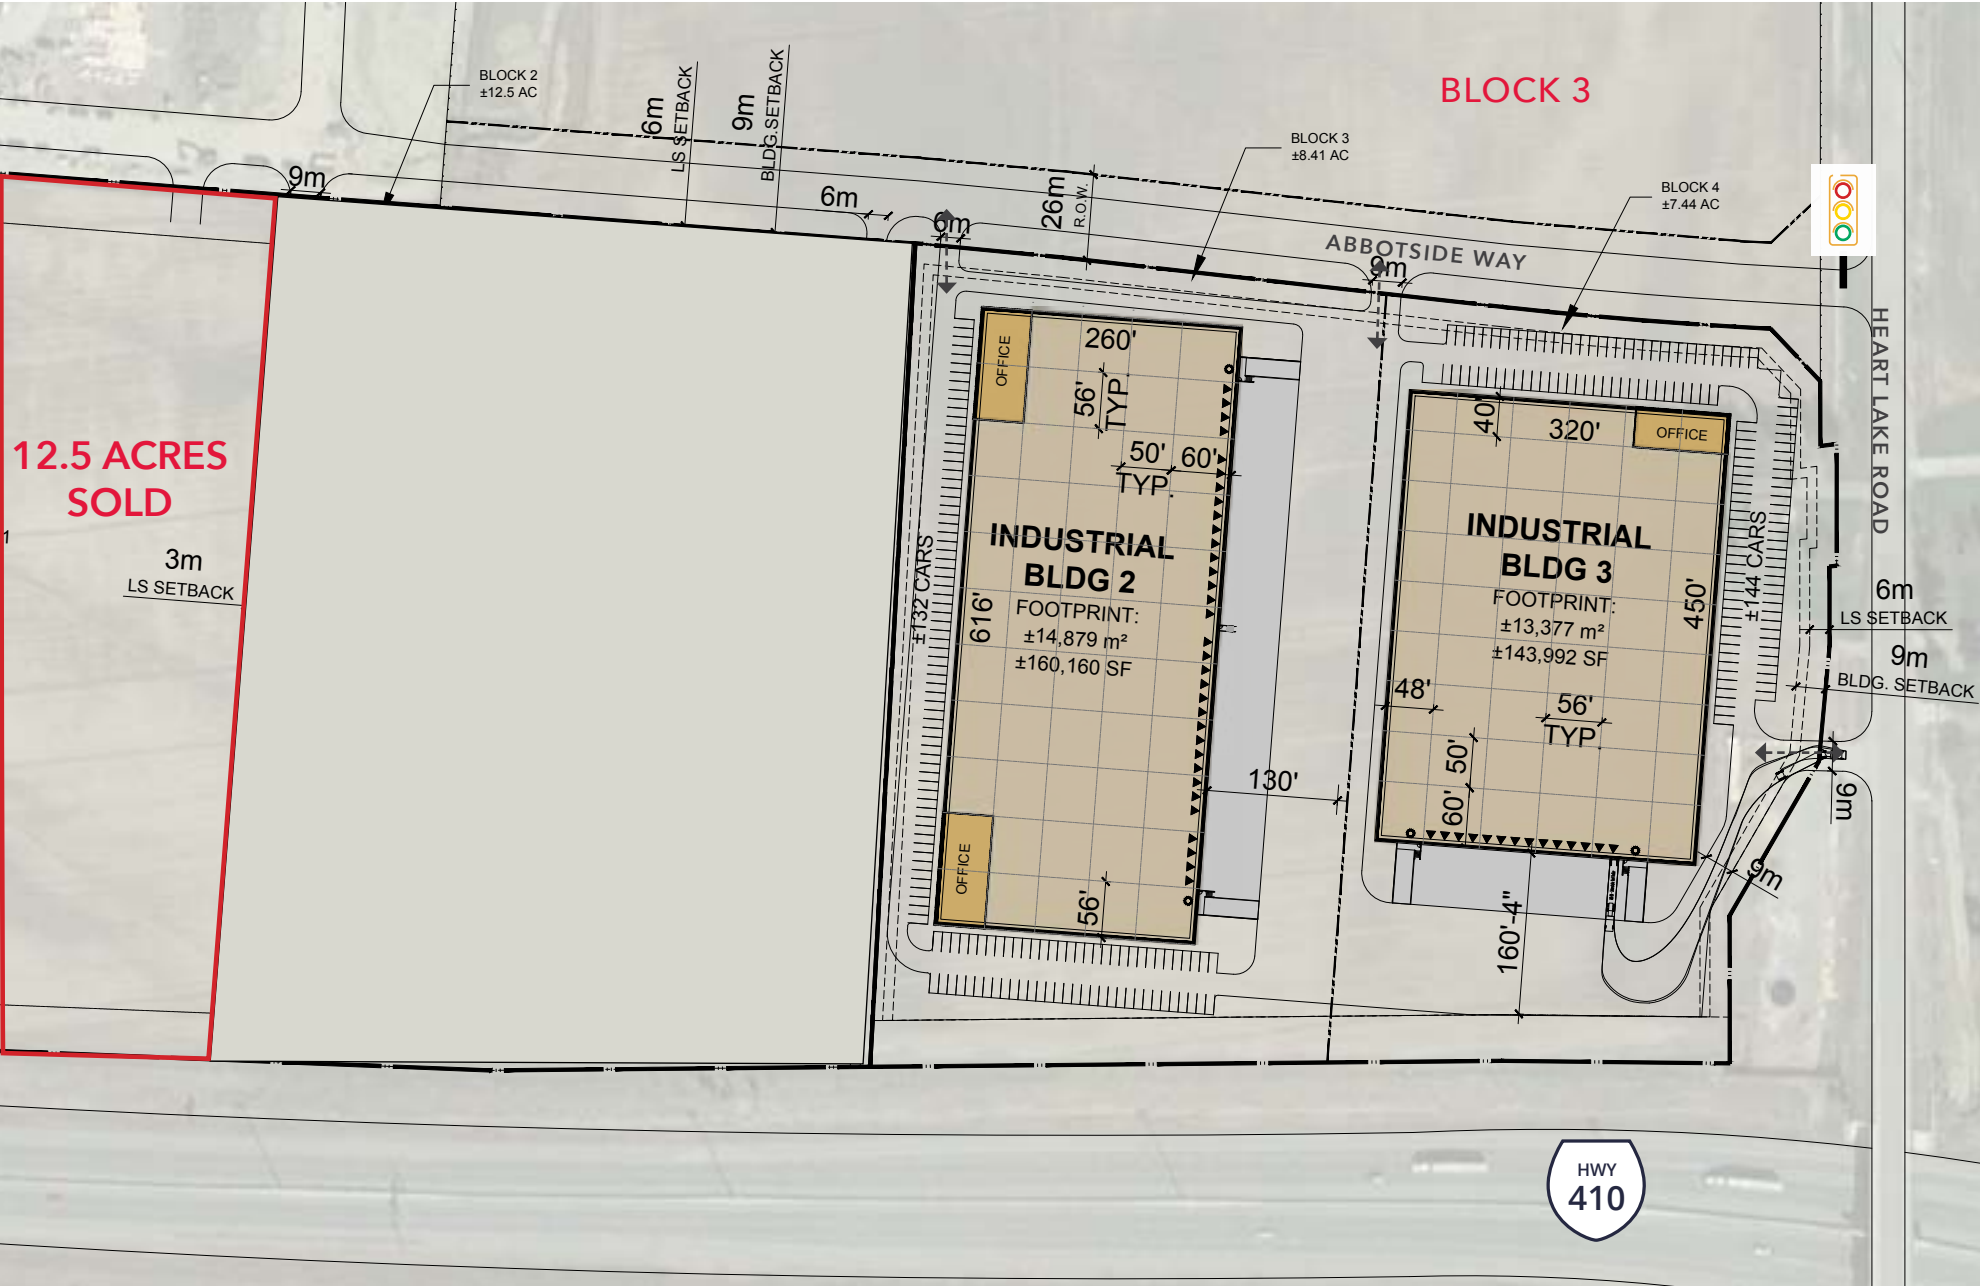 BLOCK 3
BLOCK 2
±12.5 AC
6m
LS SETBACK
9m
BLDG.SETBACK
BLOCK 3
±8.41 AC
BLOCK 4
±7.44 AC
9m
6m
6m
26m
R.O.W.
ABBOTSIDE WAY
9m
HEART LAKE ROAD
12.5 ACRES
SOLD
1
3m
LS SETBACK
OFFICE
260'
56'
TYP.
50'
TYP.
60'
INDUSTRIAL
BLDG 2
FOOTPRINT:
±14,879 m²
±160,160 SF
±132 CARS
616'
OFFICE
56'
130'
40'
320'
OFFICE
INDUSTRIAL
BLDG 3
FOOTPRINT:
±13,377 m²
±143,992 SF
450'
±144 CARS
48'
56'
TYP.
50'
60'
160'-4"
6m
LS SETBACK
9m
BLDG. SETBACK
9m
9m
HWY
410